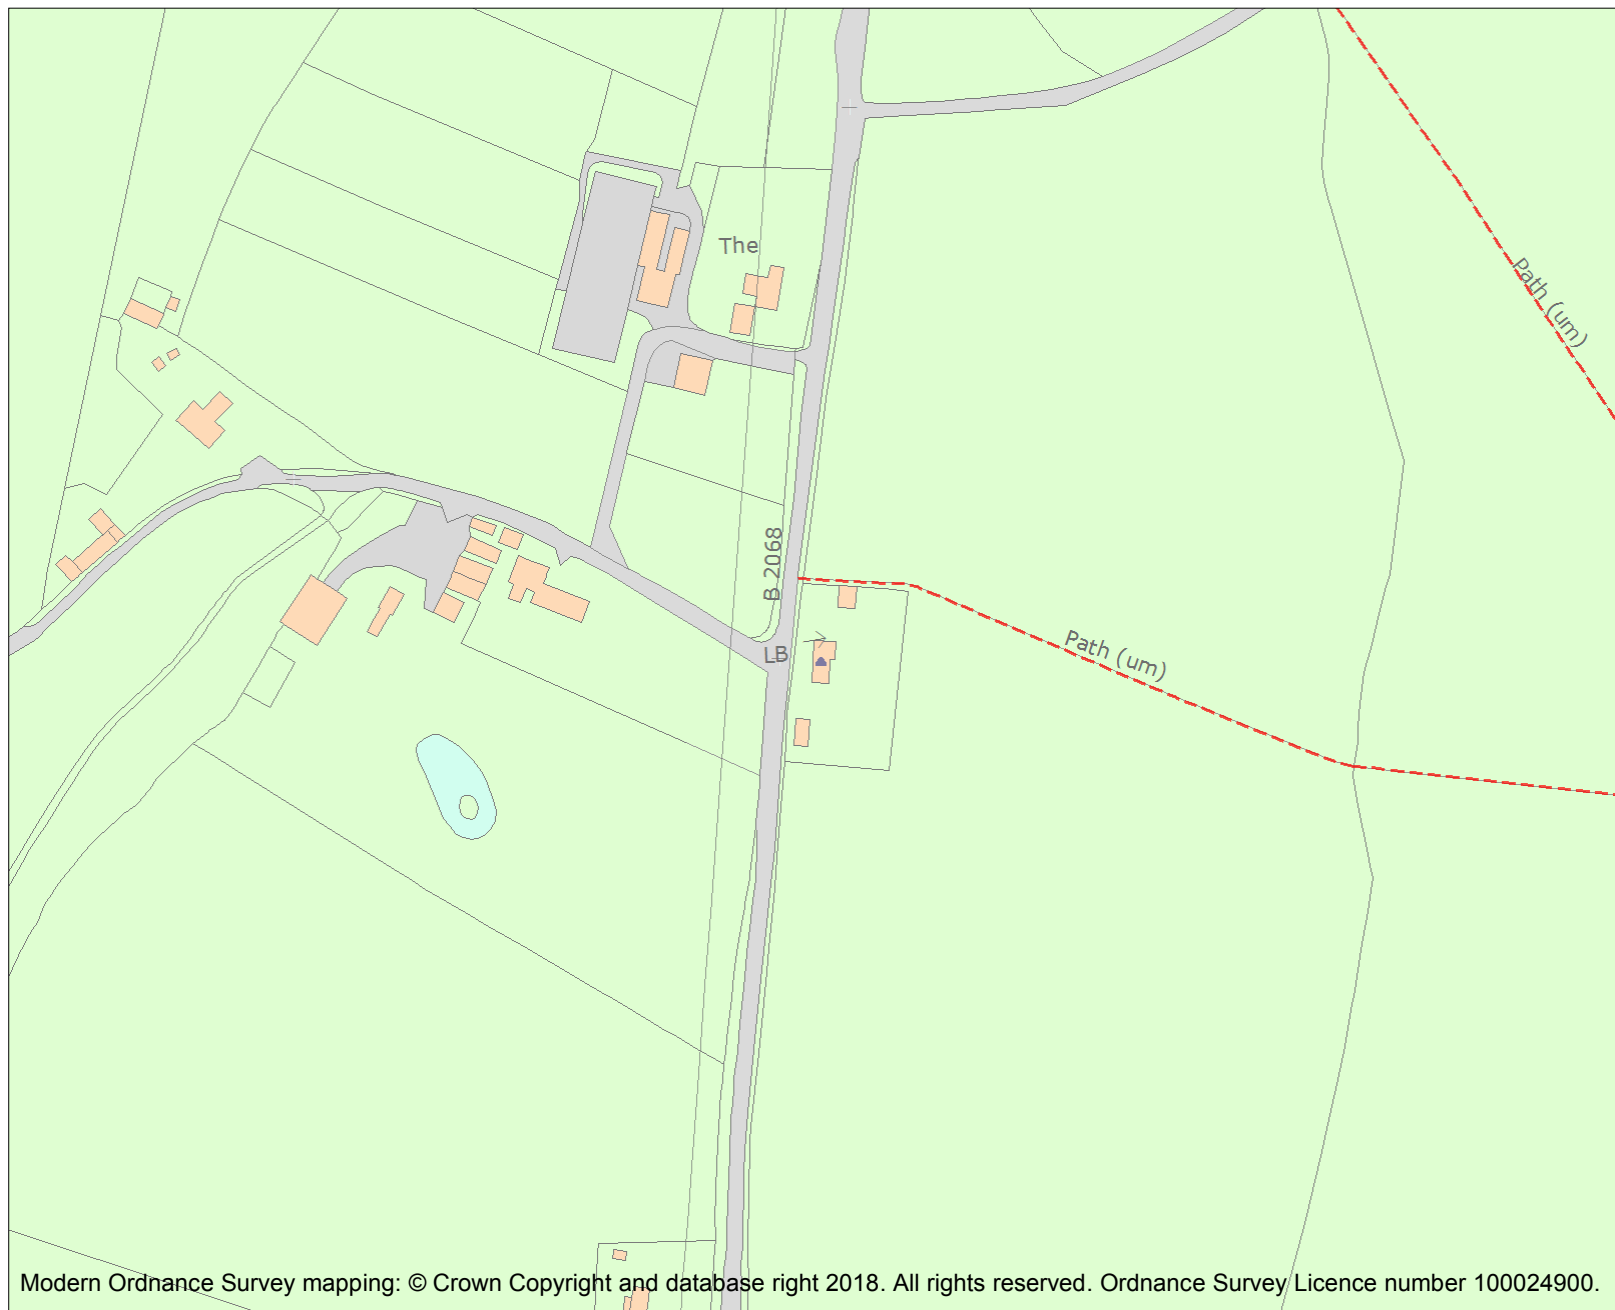 The
Path (um)
B 2068
Path (um)
LB
Modern Ordnance Survey mapping: © Crown Copyright and database right 2018. All rights reserved. Ordnance Survey Licence number 100024900.